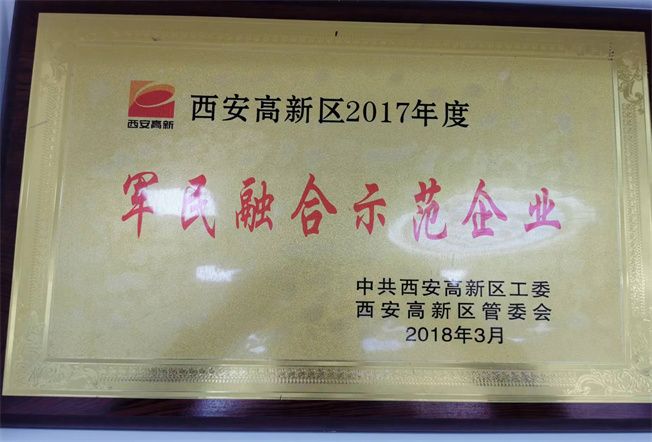 西安高新
西安高新区2017年度
军民融合示范企业
中共西安高新区工委
西安高新区管委会
2018年3月